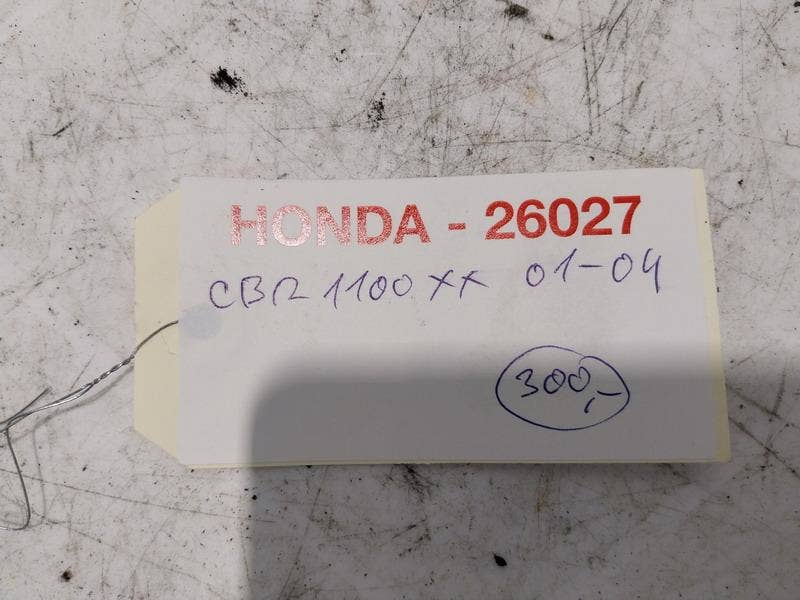 HONDA - 26027
CBR 1100 XX 01-04
300,-